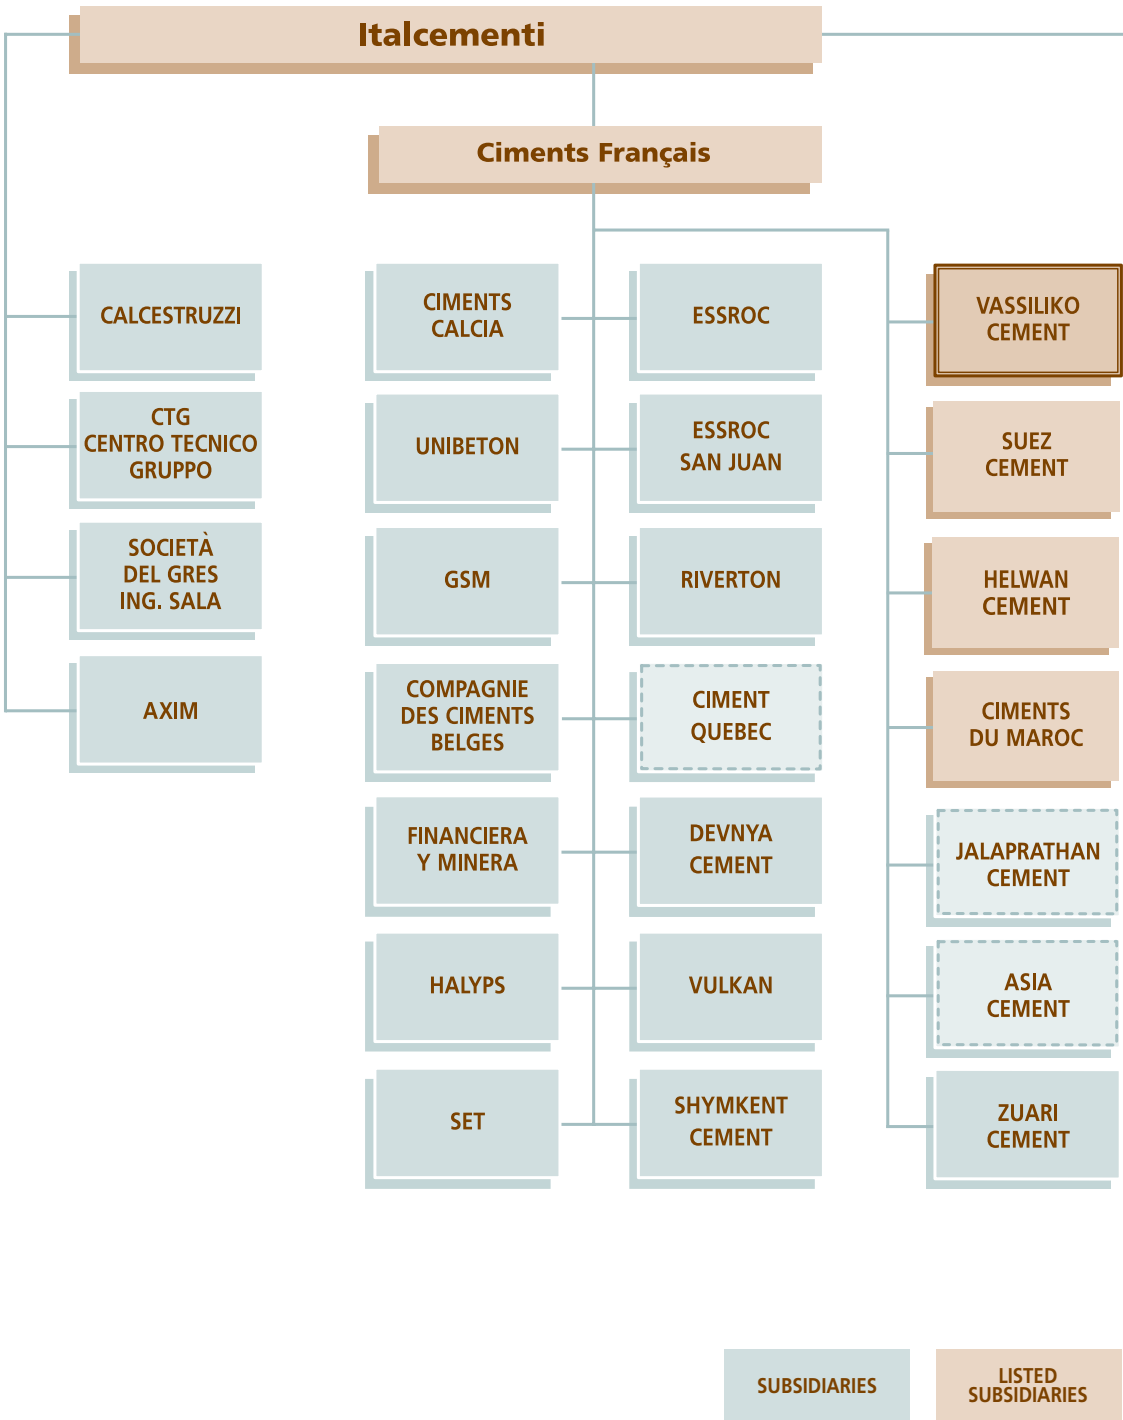 Italcementi
Ciments Français
CALCESTRUZZI
CTG
CENTRO TECNICO
GRUPPO
SOCIETÀ
DEL GRES
ING. SALA
AXIM
CIMENTS
CALCIA
UNIBETON
GSM
COMPAGNIE
DES CIMENTS
BELGES
FINANCIERA
Y MINERA
HALYPS
SET
ESSROC
ESSROC
SAN JUAN
RIVERTON
CIMENT
QUEBEC
DEVNYA
CEMENT
VULKAN
SHYMKENT
CEMENT
VASSILIKO
CEMENT
SUEZ
CEMENT
HELWAN
CEMENT
CIMENTS
DU MAROC
JALAPRATHAN
CEMENT
ASIA
CEMENT
ZUARI
CEMENT
SUBSIDIARIES
LISTED
SUBSIDIARIES